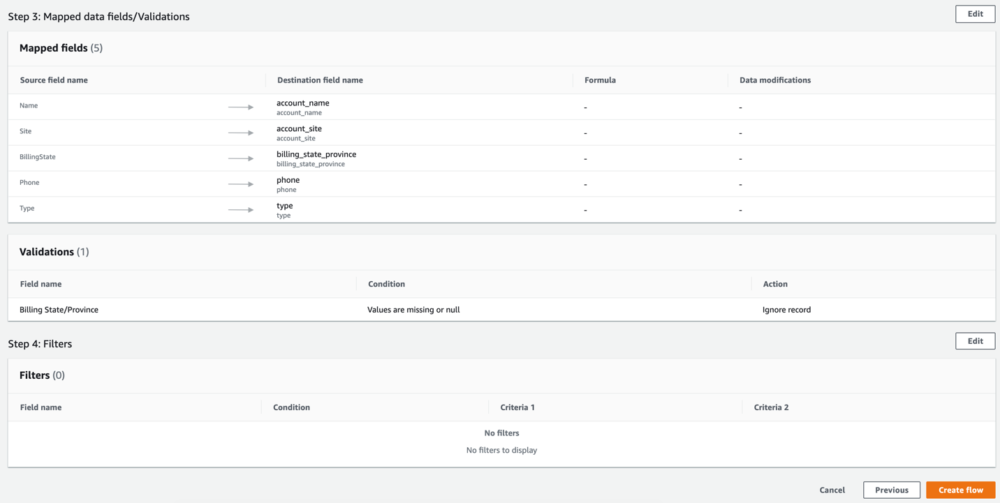 Step 3: Mapped data fields/Validations
Edit
Mapped fields (5)
Source field name Destination field name Formula Data modifications
Name account_name - -
account_name
Site account_site - -
account_site
BillingState billing_state_province - -
billing_state_province
Phone phone - -
phone
Type type - -
type
Validations (1)
Field name Condition Action
Billing State/Province Values are missing or null Ignore record
Step 4: Filters
Edit
Filters (0)
Field name Condition Criteria 1 Criteria 2
No filters
No filters to display
Cancel Previous Create flow